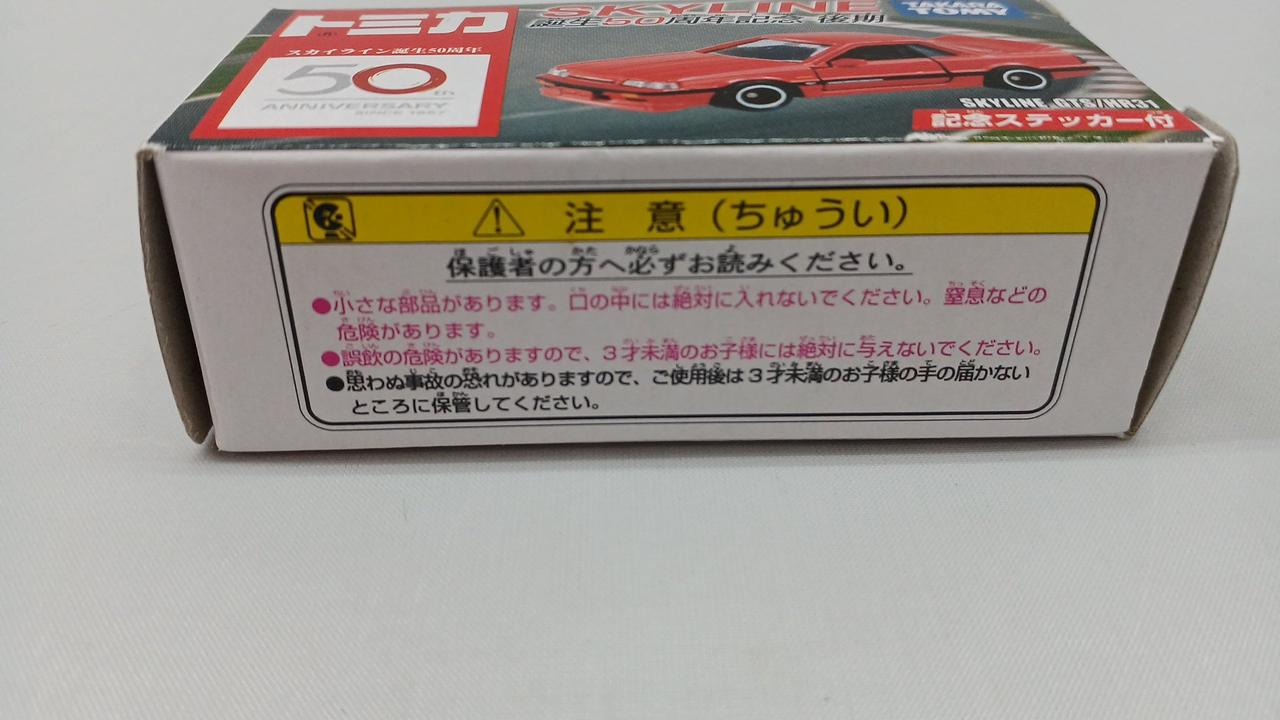 トミカ
SKYLINE
誕生50周年記念 後期
TAKARA TOMY
スカイライン誕生50周年
50th
ANNIVERSARY
SINCE 1957
SKYLINE GTS/HR31
記念ステッカー付
注 意(ちゅうい)
保護者の方へ必ずお読みください。
●小さな部品があります。口の中には絶対に入れないでください。窒息などの
危険があります。
●誤飲の危険がありますので、3才未満のお子様には絶対に与えないでください。
●思わぬ事故の恐れがありますので、ご使用後は3才未満のお子様の手の届かない
ところに保管してください。